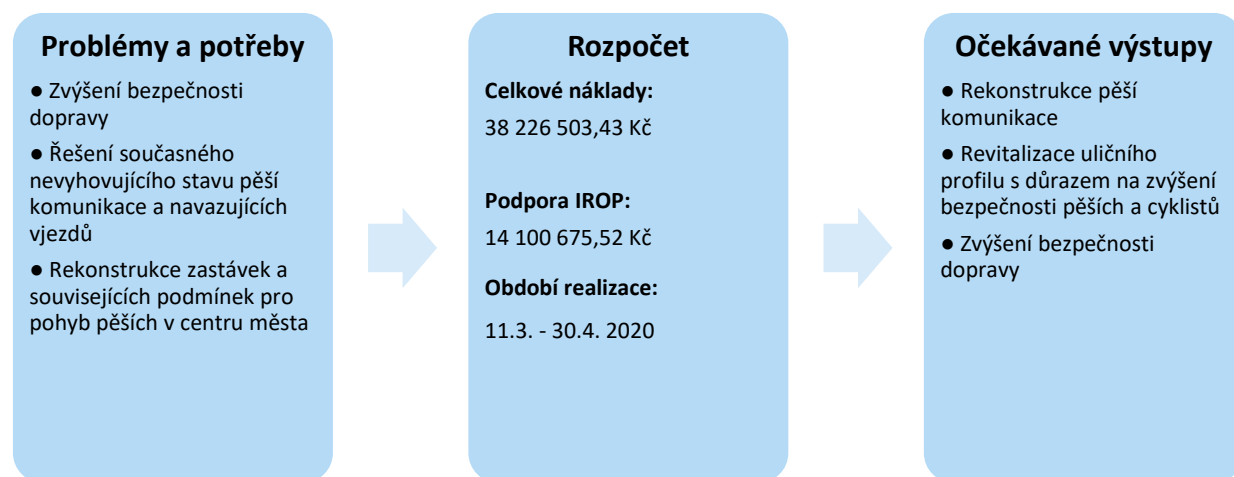 Problémy a potřeby
● Zvýšení bezpečnosti
dopravy
● Řešení současného
nevyhovujícího stavu pěší
komunikace a navazujících
vjezdů
● Rekonstrukce zastávek a
souvisejících podmínek pro
pohyb pěších v centru města
Rozpočet
Celkové náklady:
38 226 503,43 Kč
Podpora IROP:
14 100 675,52 Kč
Období realizace:
11.3. - 30.4. 2020
Očekávané výstupy
● Rekonstrukce pěší
komunikace
● Revitalizace uličního
profilu s důrazem na zvýšení
bezpečnosti pěších a cyklistů
● Zvýšení bezpečnosti
dopravy